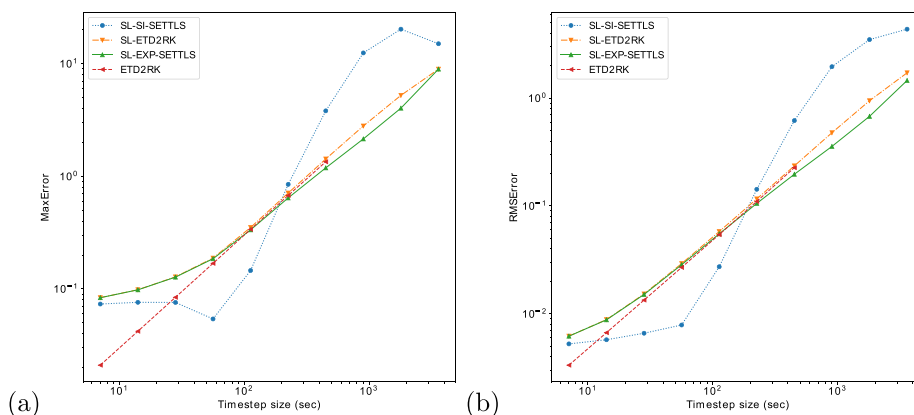 SL-SI-SETTLS
SL-ETD2RK
SL-EXP-SETTLS
ETD2RK
10¹
10⁰
10⁻¹
MaxError
10¹
10²
10³
Timestep size (sec)
(a)
SL-SI-SETTLS
SL-ETD2RK
SL-EXP-SETTLS
ETD2RK
10⁰
10⁻¹
10⁻²
RMSError
10¹
10²
10³
Timestep size (sec)
(b)